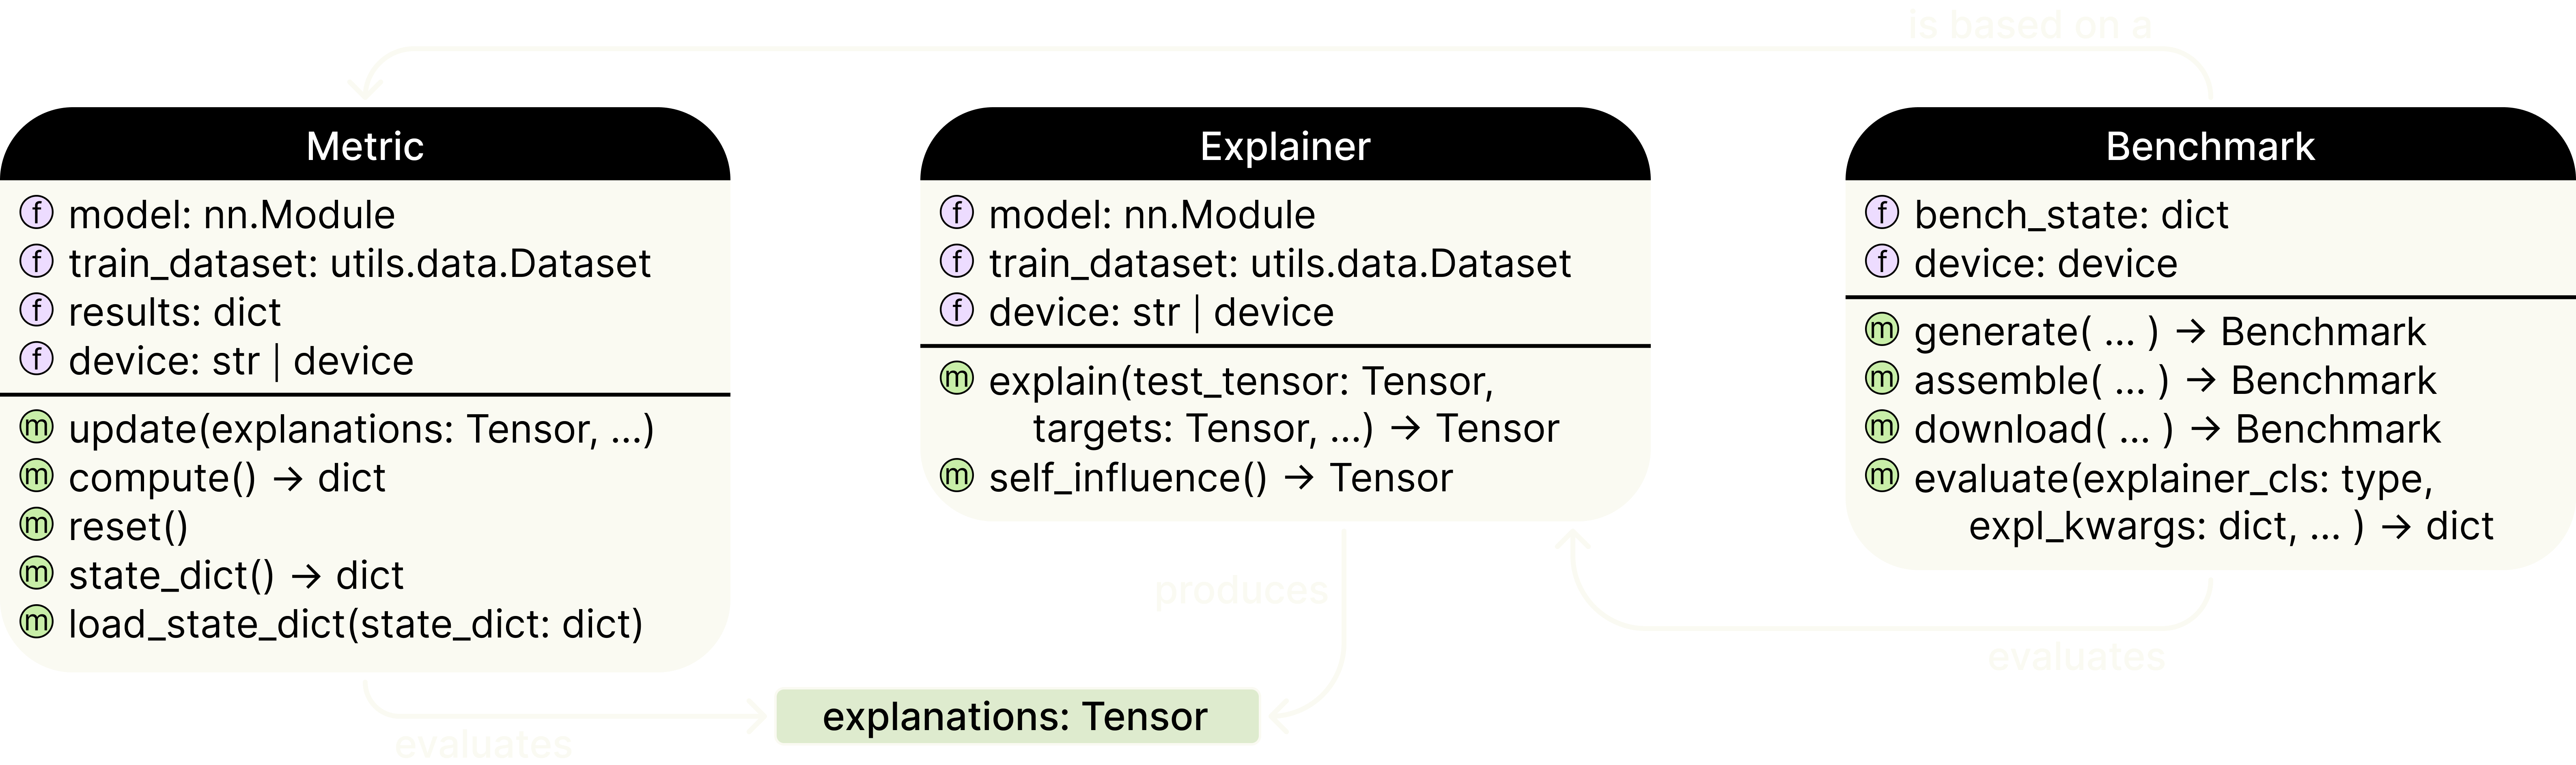 is based on a
Metric
f model: nn.Module
f train_dataset: utils.data.Dataset
f results: dict
f device: str | device
m update(explanations: Tensor, ...)
m compute() → dict
m reset()
m state_dict() → dict
m load_state_dict(state_dict: dict)
Explainer
f model: nn.Module
f train_dataset: utils.data.Dataset
f device: str | device
m explain(test_tensor: Tensor,
targets: Tensor, ...) → Tensor
m self_influence() → Tensor
Benchmark
f bench_state: dict
f device: device
m generate( ... ) → Benchmark
m assemble( ... ) → Benchmark
m download( ... ) → Benchmark
m evaluate(explainer_cls: type,
expl_kwargs: dict, ... ) → dict
produces
evaluates
explanations: Tensor
evaluates